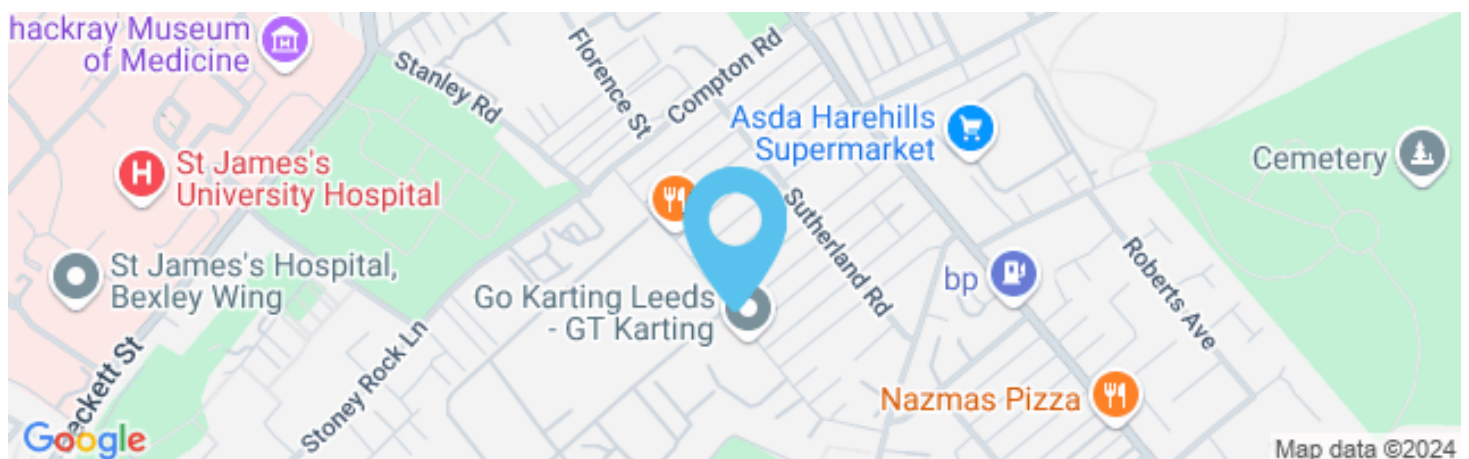 hackray Museum
of Medicine
Stanley Rd
Florence St
Compton Rd
Asda Harehills
Supermarket
Cemetery
H
St James's
University Hospital
Sutherland Rd
St James's Hospital,
Bexley Wing
Go Karting Leeds
- GT Karting
bp
Roberts Ave
Stoney Rock Ln
eckett St
Nazmas Pizza
Google
Map data ©2024